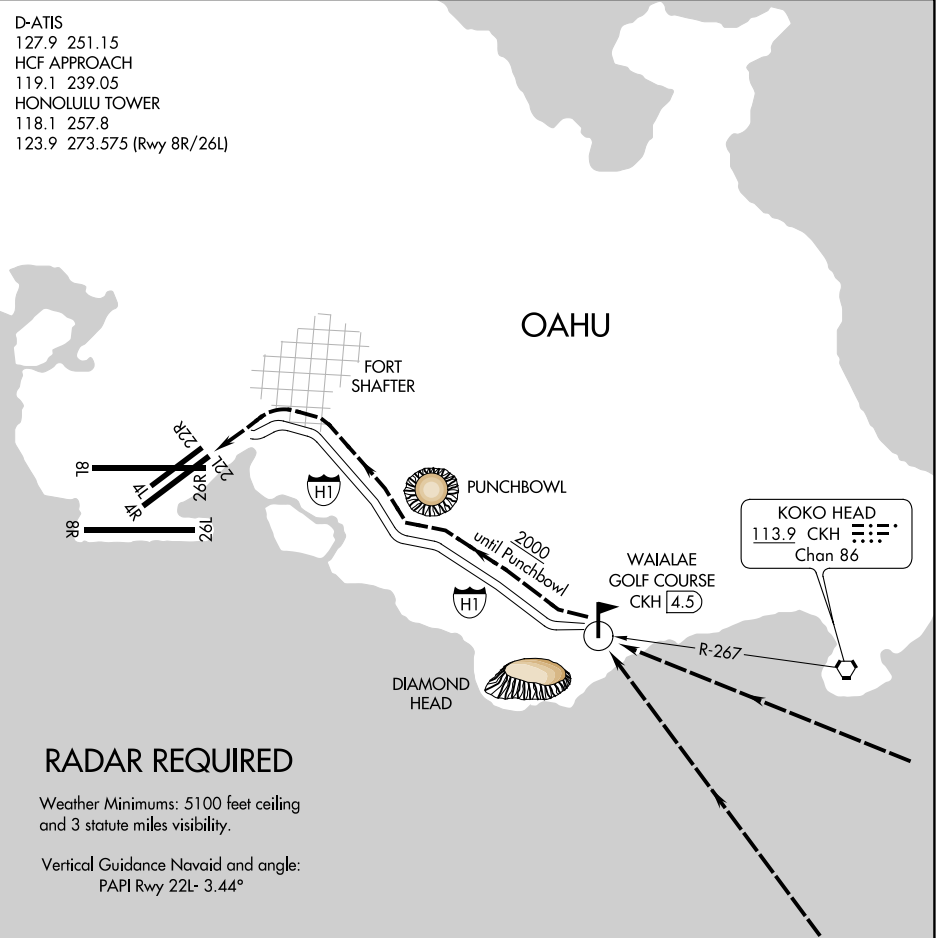 D-ATIS
127.9 251.15
HCF APPROACH
119.1 239.05
HONOLULU TOWER
118.1 257.8
123.9 273.575 (Rwy 8R/26L)
OAHU
FORT
SHAFTER
22R
22L
8L
4L
4R
26R
8R
26L
H1
PUNCHBOWL
2000
until Punchbowl
H1
WAIALAE
GOLF COURSE
CKH 4.5
KOKO HEAD
113.9 CKH
Chan 86
R-267
DIAMOND
HEAD
RADAR REQUIRED
Weather Minimums: 5100 feet ceiling
and 3 statute miles visibility.
Vertical Guidance Navaid and angle:
PAPI Rwy 22L- 3.44°